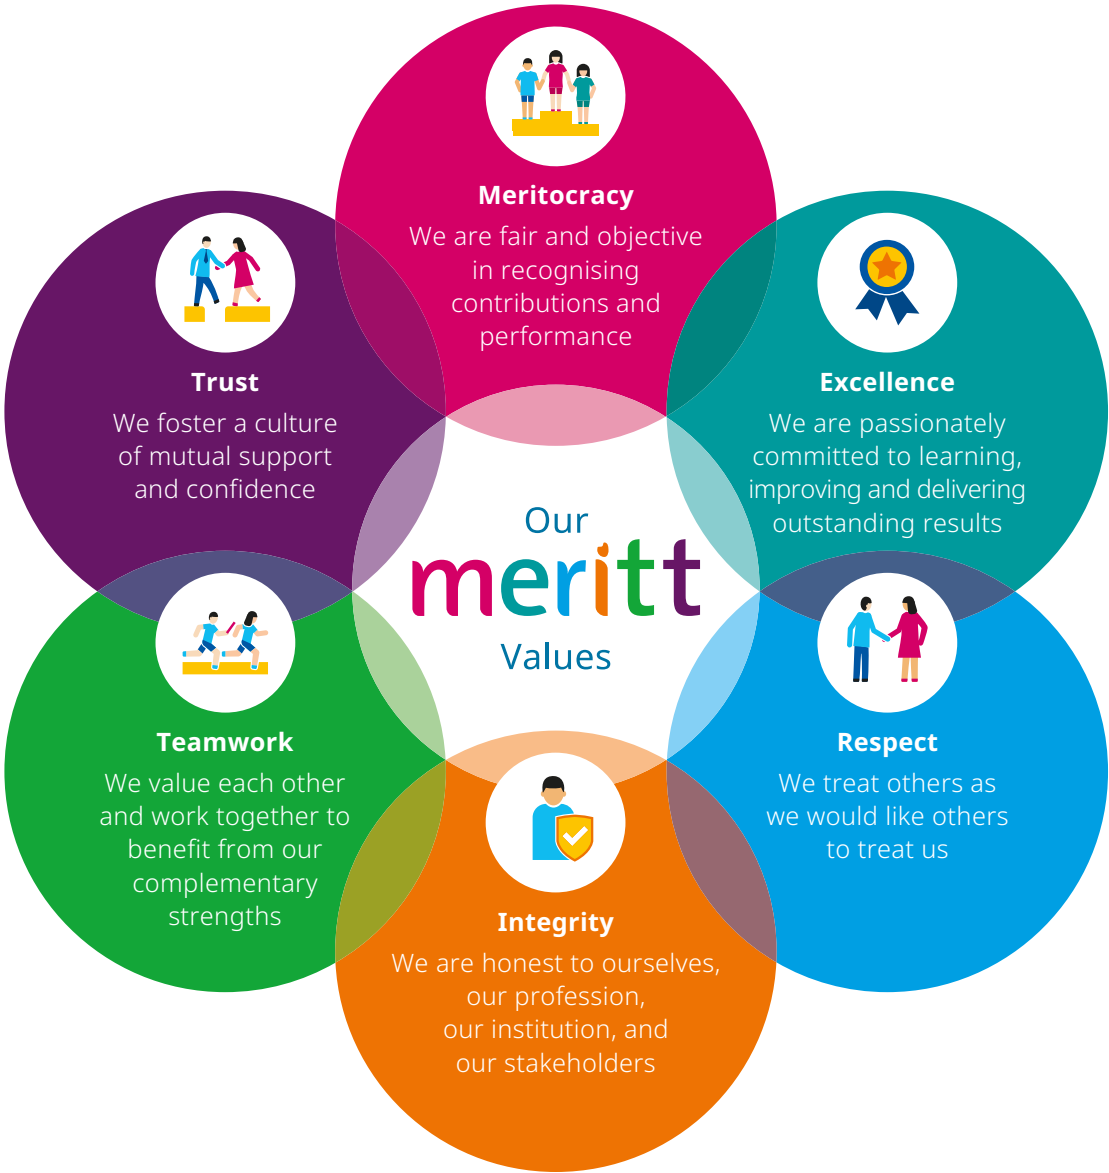 Meritocracy
We are fair and objective
in recognising
contributions and
performance
Excellence
We are passionately
committed to learning,
improving and delivering
outstanding results
Respect
We treat others as
we would like others
to treat us
Integrity
We are honest to ourselves,
our profession,
our institution, and
our stakeholders
Teamwork
We value each other
and work together to
benefit from our
complementary
strengths
Trust
We foster a culture
of mutual support
and confidence
Our
meritt
Values